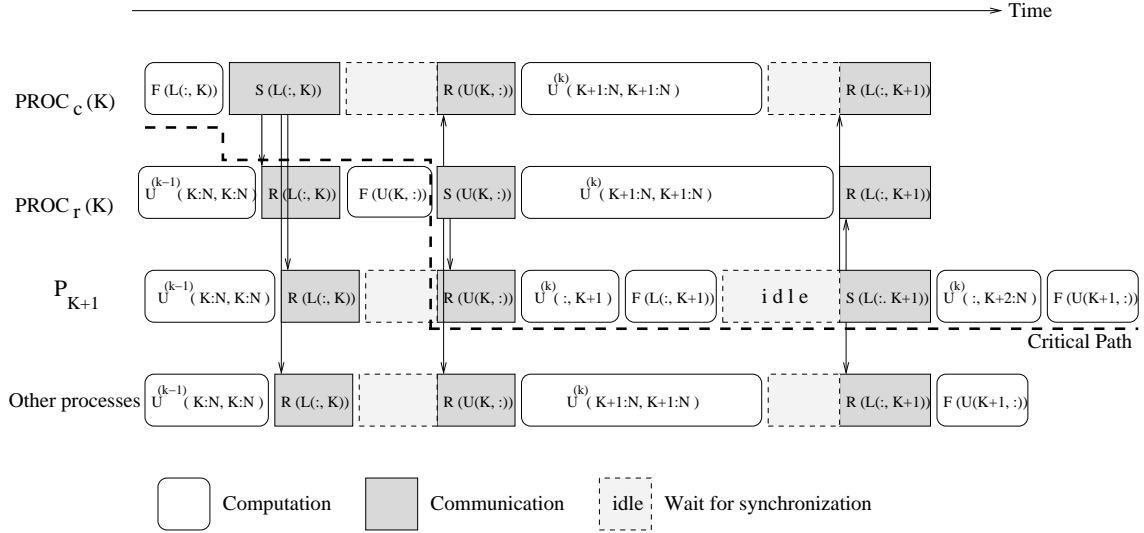 Time
PROC c (K) F (L(:, K)) S (L(:, K)) R (U(K, :)) U (k) ( K+1:N, K+1:N ) R (L(:, K+1))
PROC r (K) U (k−1) ( K:N, K:N ) R (L(:, K)) F (U(K, :)) S (U(K, :)) U (k) ( K+1:N, K+1:N ) R (L(:, K+1))
P K+1 U (k−1) ( K:N, K:N ) R (L(:, K)) R (U(K, :)) U (k) ( :, K+1 ) F (L(:, K+1)) i d l e S (L(:. K+1)) U (k) ( :, K+2:N ) F (U(K+1, :))
Critical Path
Other processes U (k−1) ( K:N, K:N ) R (L(:, K)) R (U(K, :)) U (k) ( K+1:N, K+1:N ) R (L(:, K+1)) F (U(K+1, :))
Computation Communication idle Wait for synchronization